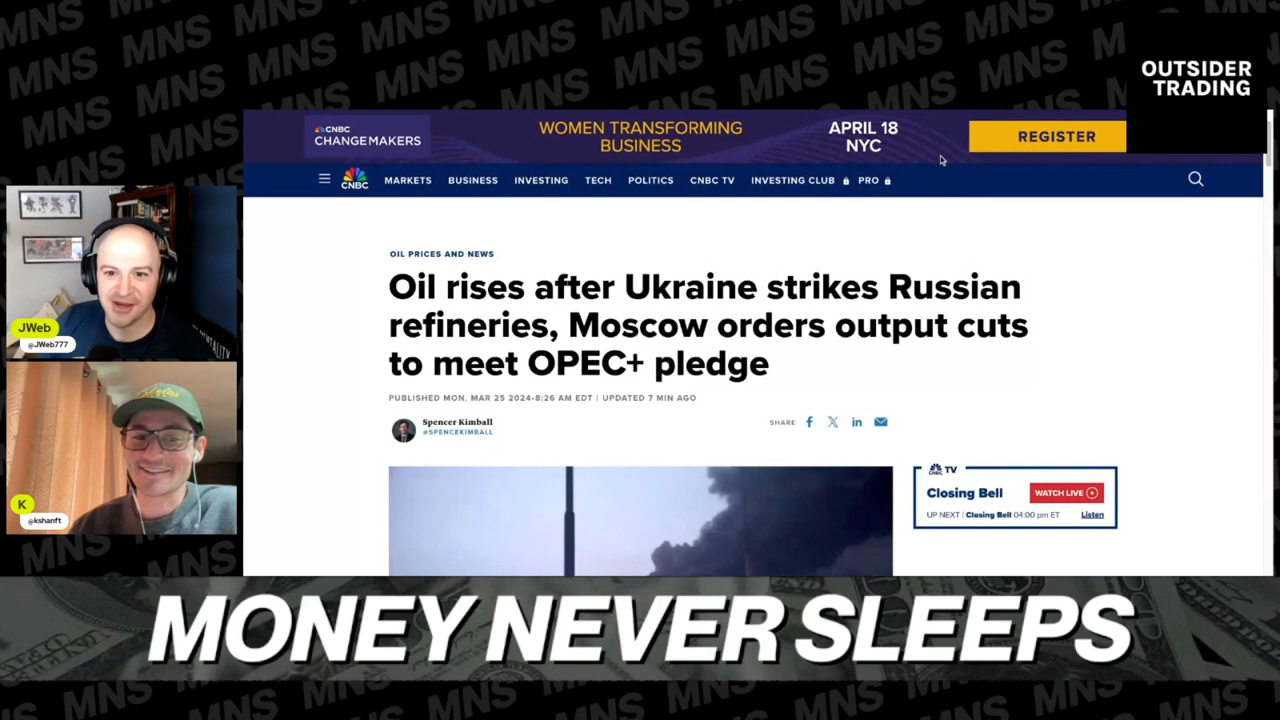 OUTSIDER
TRADING
CNBC
CHANGEMAKERS
WOMEN TRANSFORMING
BUSINESS
APRIL 18
NYC
REGISTER
CNBC
MARKETS BUSINESS INVESTING TECH POLITICS CNBC TV INVESTING CLUB PRO
OIL PRICES AND NEWS
Oil rises after Ukraine strikes Russian
refineries, Moscow orders output cuts
to meet OPEC+ pledge
PUBLISHED MON, MAR 25 2024•8:26 AM EDT | UPDATED 7 MIN AGO
Spencer Kimball
@SPENCEKIMBALL
SHARE
TV
Closing Bell
WATCH LIVE
UP NEXT | Closing Bell 04:00 pm ET
Listen
JWeb
@JWeb777
K
@kshanft
MONEY NEVER SLEEPS
MNS